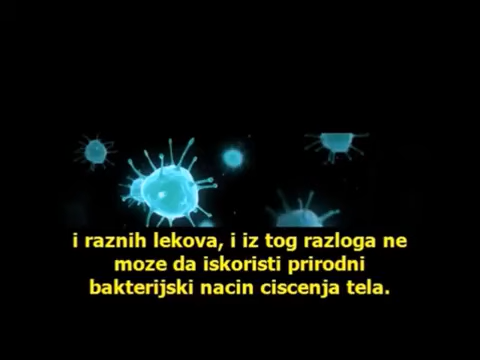 i raznih lekova, i iz tog razloga ne
moze da iskoristi prirodni
bakterijski nacin ciscenja tela.